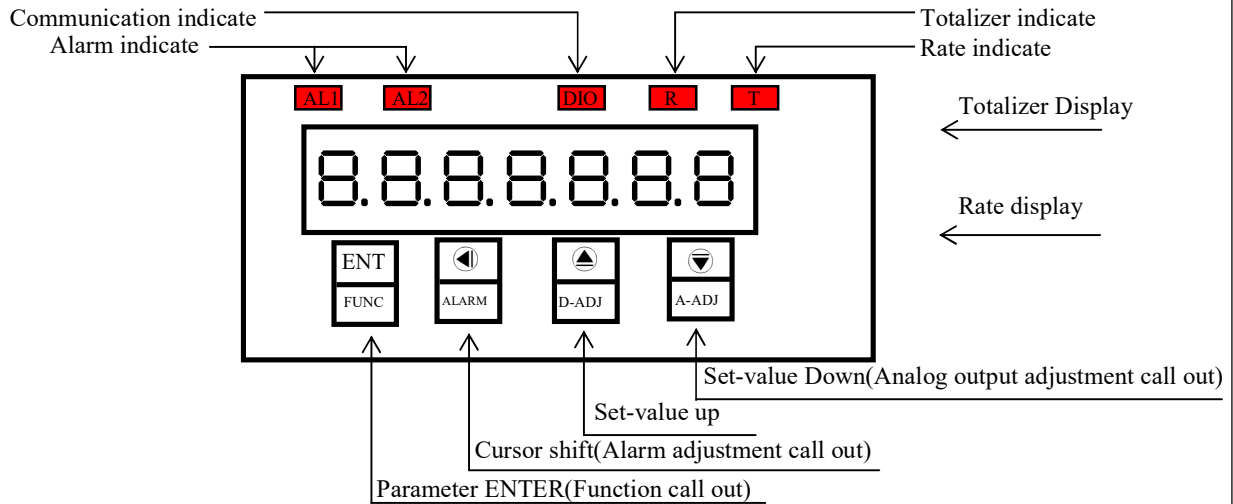 Communication indicate
Totalizer indicate
Alarm indicate
Rate indicate
AL1 AL2 DIO R T
Totalizer Display
8.8.8.8.8.8.8
Rate display
ENT
FUNC ALARM D-ADJ A-ADJ
Set-value Down(Analog output adjustment call out)
Set-value up
Cursor shift(Alarm adjustment call out)
Parameter ENTER(Function call out)